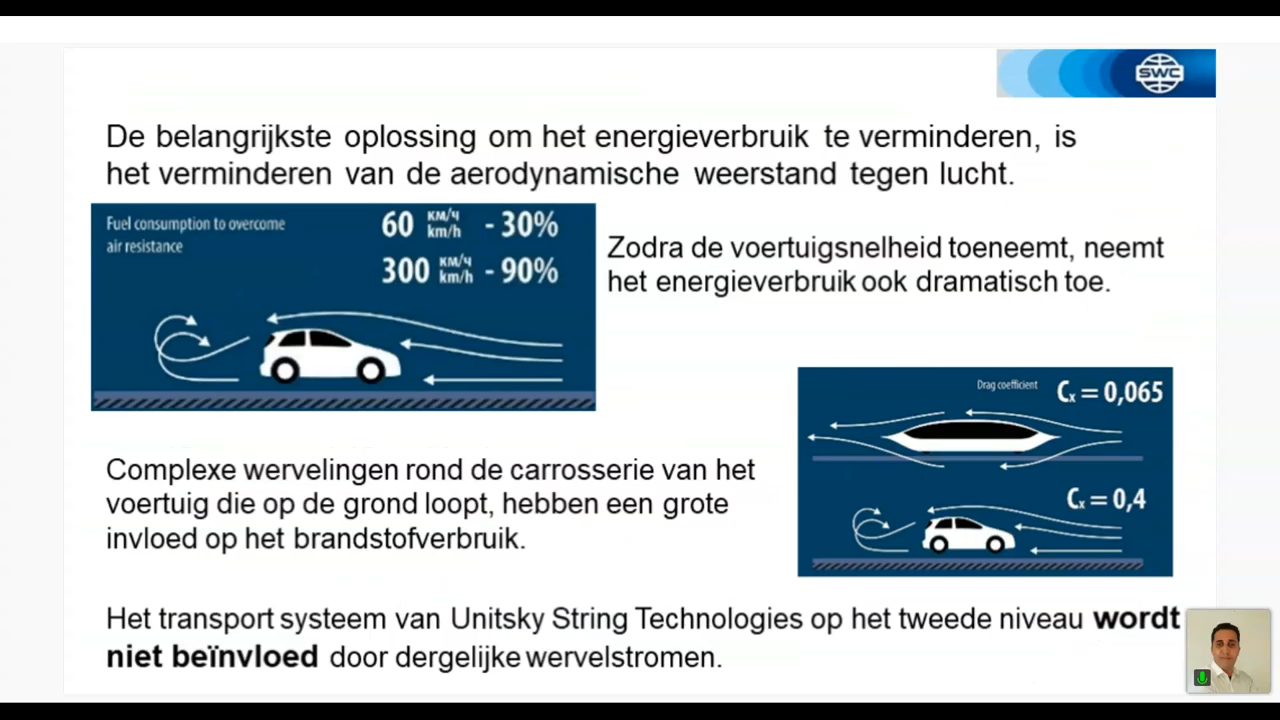 SWC
De belangrijkste oplossing om het energieverbruik te verminderen, is
het verminderen van de aerodynamische weerstand tegen lucht.
Fuel consumption to overcome
air resistance
60 км/ч km/h - 30%
300 км/ч km/h - 90%
Zodra de voertuigsnelheid toeneemt, neemt
het energieverbruik ook dramatisch toe.
Drag coefficient Cx = 0,065
Cx = 0,4
Complexe wervelingen rond de carrosserie van het
voertuig die op de grond loopt, hebben een grote
invloed op het brandstofverbruik.
Het transport systeem van Unitsky String Technologies op het tweede niveau wordt
niet beïnvloed door dergelijke wervelstromen.